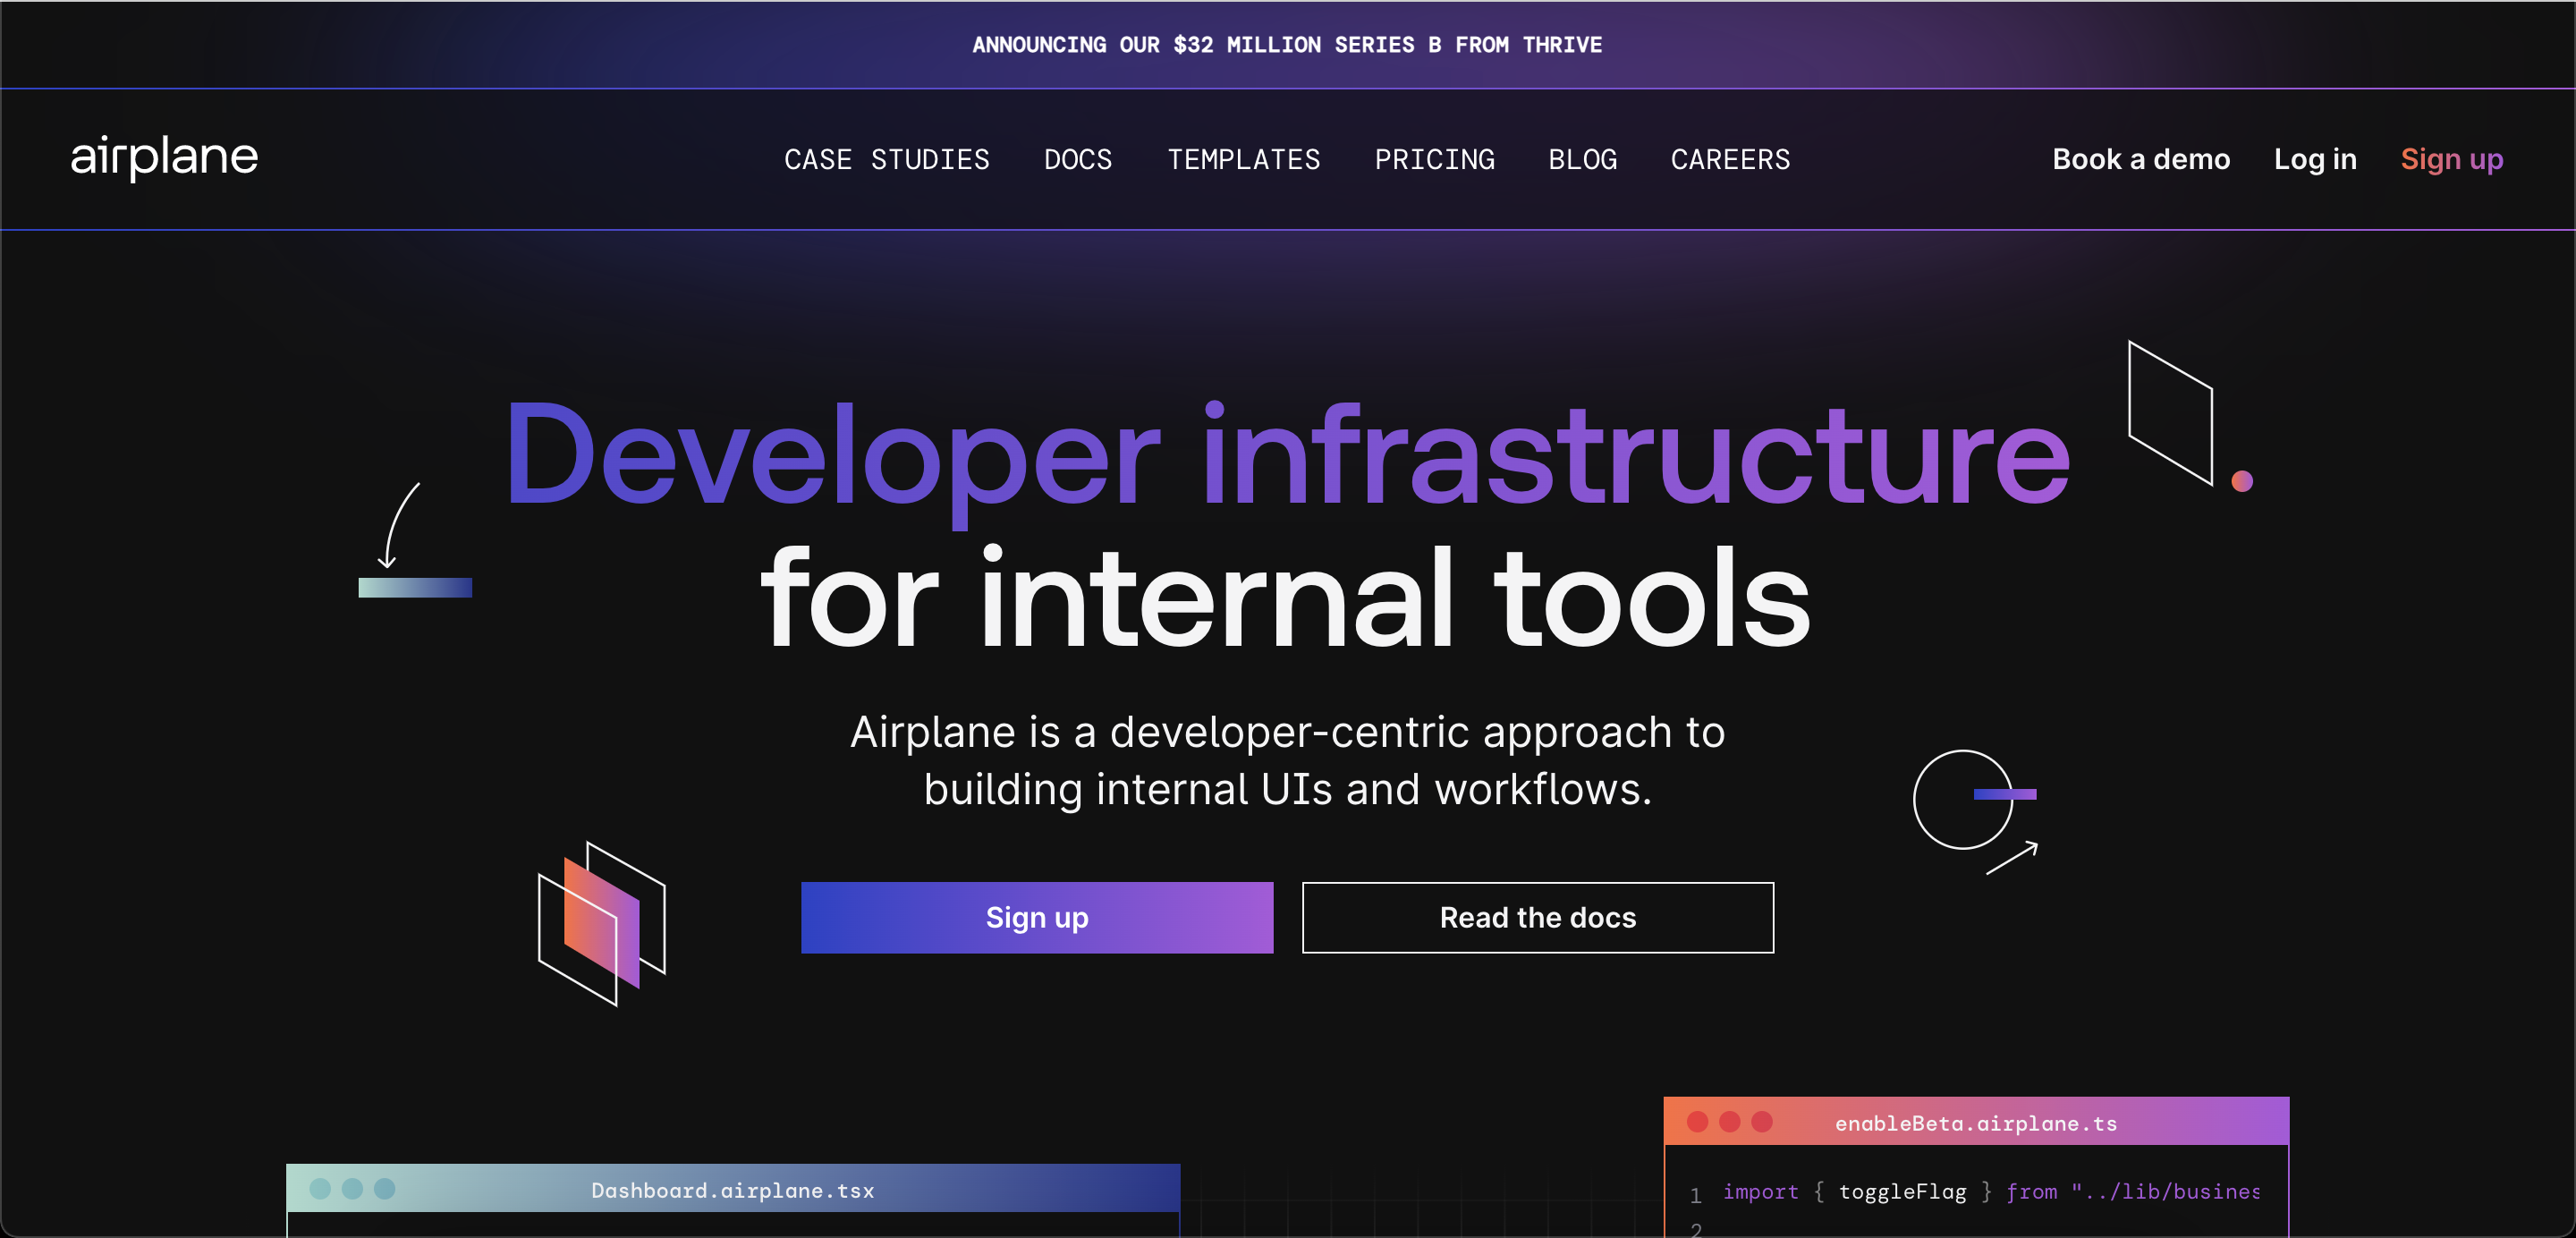 ANNOUNCING OUR $32 MILLION SERIES B FROM THRIVE
airplane
CASE STUDIES DOCS TEMPLATES PRICING BLOG CAREERS
Book a demo Log in Sign up
Developer infrastructure
for internal tools
Airplane is a developer-centric approach to
building internal UIs and workflows.
Sign up
Read the docs
Dashboard.airplane.tsx
enableBeta.airplane.ts
1 import { toggleFlag } from "../lib/busines
2